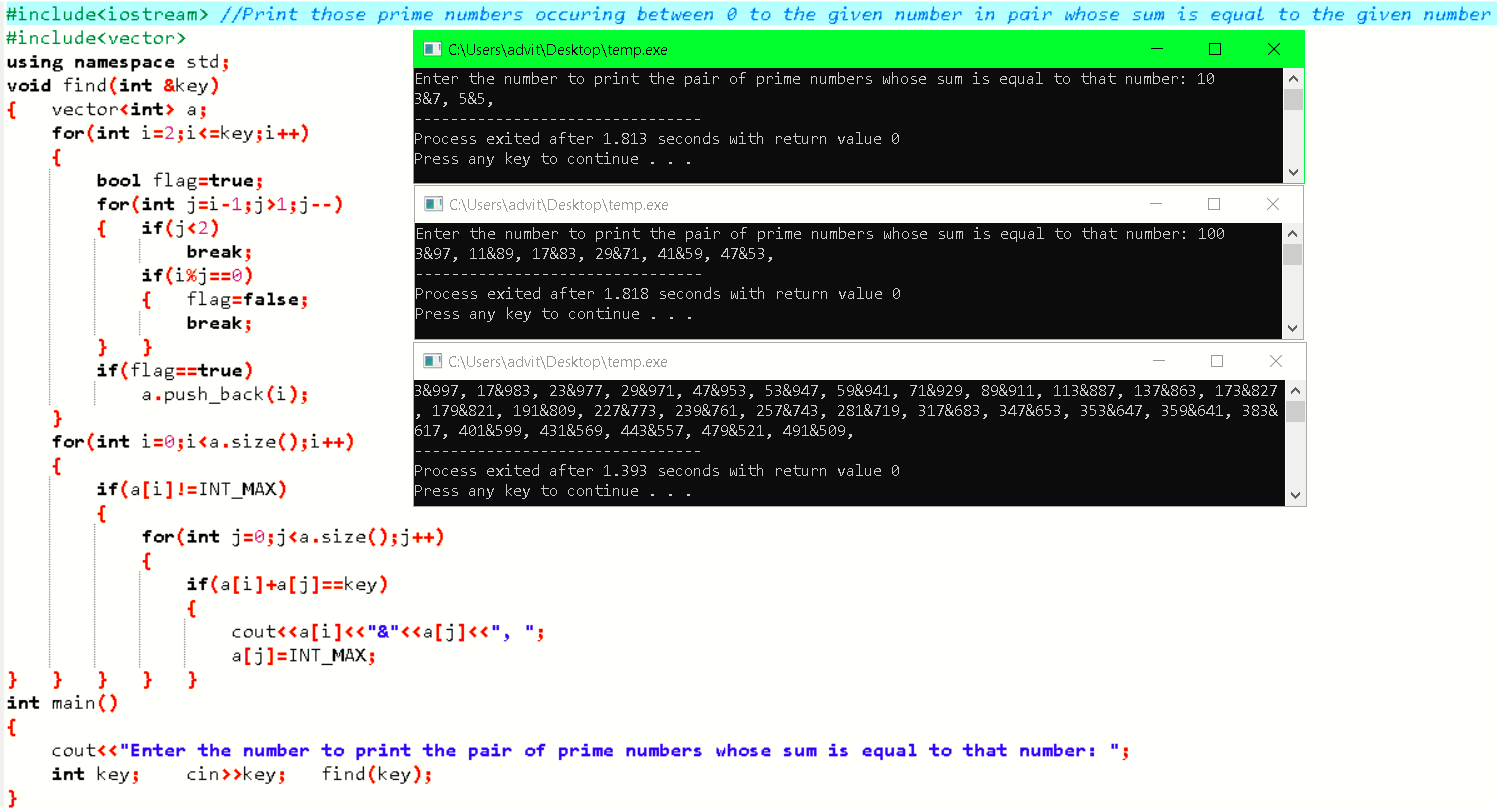 #include<iostream> //Print those prime numbers occuring between 0 to the given number in pair whose sum is equal to the given number
#include<vector>
using namespace std;
void find(int &key)
{ vector<int> a;
for(int i=2;i<=key;i++)
{
bool flag=true;
for(int j=i-1;j>1;j--)
{ if(j<2)
break;
if(i%j==0)
{ flag=false;
break;
} }
if(flag==true)
a.push_back(i);
}
for(int i=0;i<a.size();i++)
{
if(a[i]!=INT_MAX)
{
for(int j=0;j<a.size();j++)
{
if(a[i]+a[j]==key)
{
cout<<a[i]<<"&"<<a[j]<<", ";
a[j]=INT_MAX;
} } } } }
int main()
{
cout<<"Enter the number to print the pair of prime numbers whose sum is equal to that number: ";
int key; cin>>key; find(key);
}
C:\Users\advit\Desktop\temp.exe
Enter the number to print the pair of prime numbers whose sum is equal to that number: 10
3&7, 5&5,
--------------------------------
Process exited after 1.813 seconds with return value 0
Press any key to continue . . .
C:\Users\advit\Desktop\temp.exe
Enter the number to print the pair of prime numbers whose sum is equal to that number: 100
3&97, 11&89, 17&83, 29&71, 41&59, 47&53,
--------------------------------
Process exited after 1.818 seconds with return value 0
Press any key to continue . . .
C:\Users\advit\Desktop\temp.exe
3&997, 17&983, 23&977, 29&971, 47&953, 53&947, 59&941, 71&929, 89&911, 113&887, 137&863, 173&827
, 179&821, 191&809, 227&773, 239&761, 257&743, 281&719, 317&683, 347&653, 353&647, 359&641, 383&
617, 401&599, 431&569, 443&557, 479&521, 491&509,
--------------------------------
Process exited after 1.393 seconds with return value 0
Press any key to continue . . .